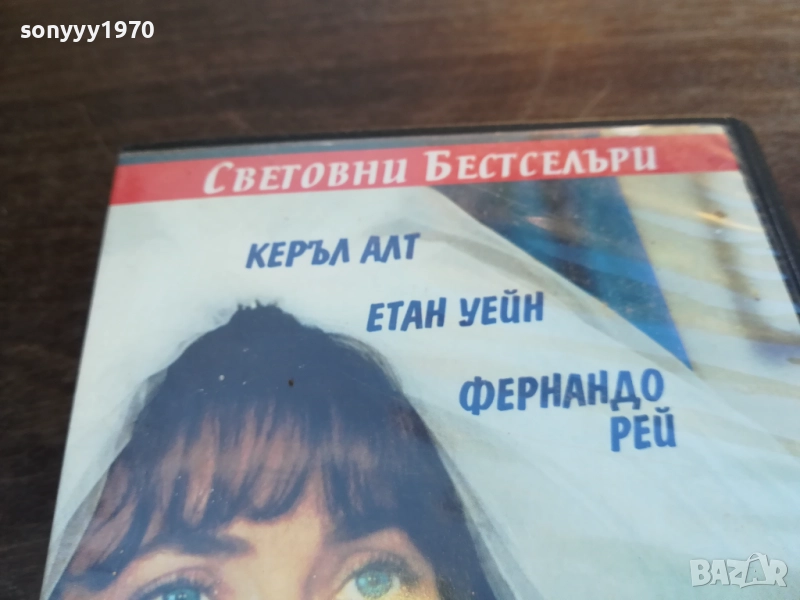 sonyyy1970
СВЕТОВНИ БЕСТСЕЛЪРИ
КЕРЪЛ АЛТ
ЕТАН УЕЙН
ФЕРНАНДО
РЕЙ
BAZAR